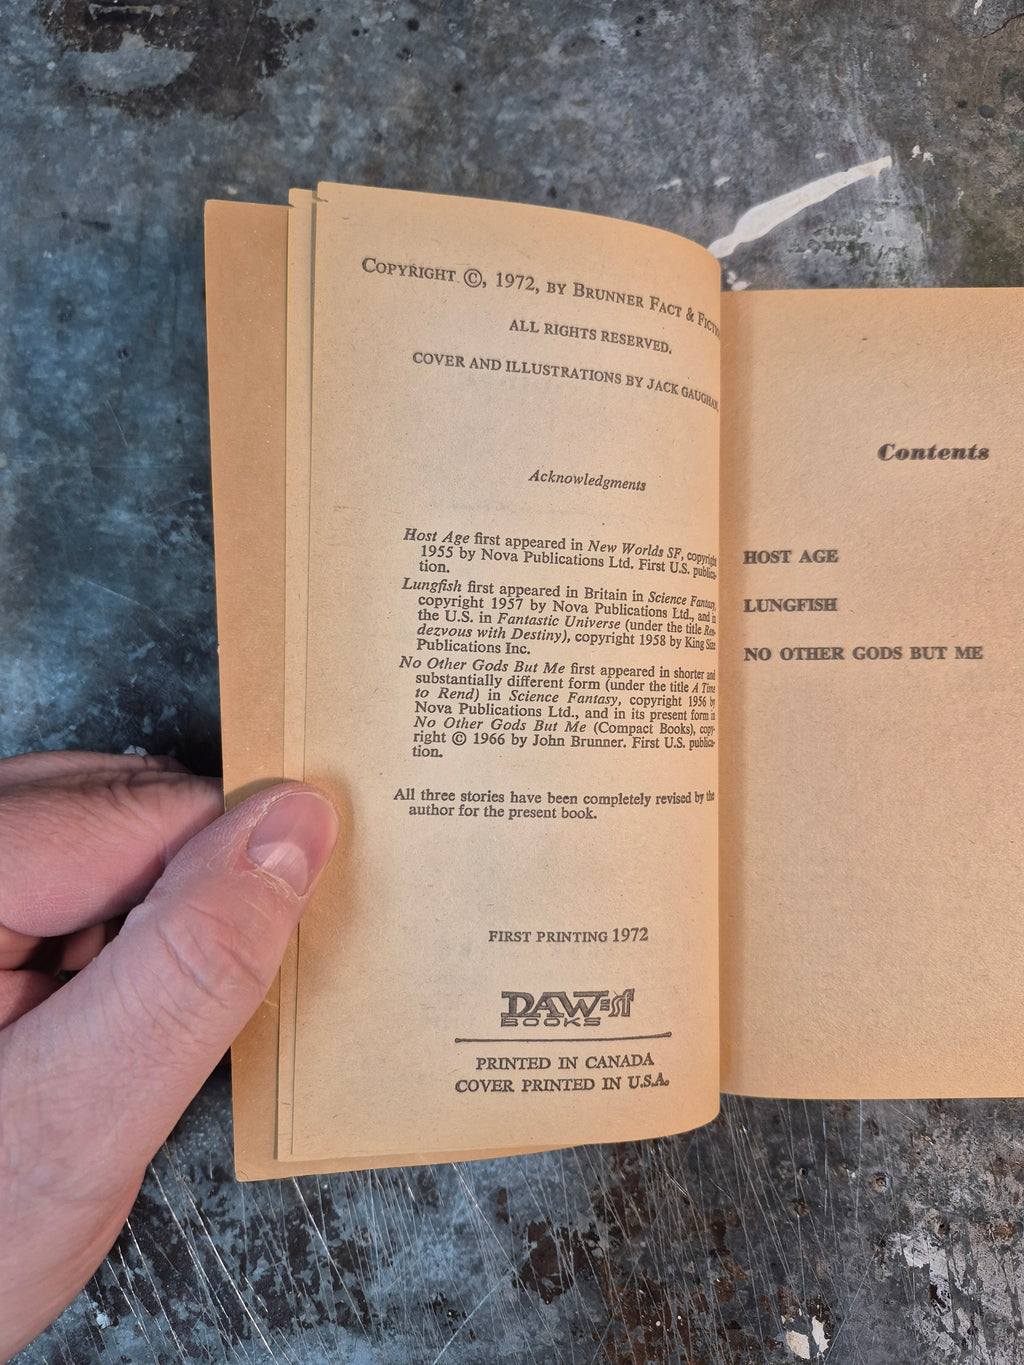 COPYRIGHT ©, 1972, BY BRUNNER FACT &
ALL RIGHTS RESERVED.
COVER AND ILLUSTRATIONS BY JACK GAUGHAN
Acknowledgments
Host Age first appeared in New Worlds SF, copyright
1955 by Nova Publications Ltd. First U.S. publica-
tion.
Lungfish first appeared in Britain in Science Fantasy,
copyright 1957 by Nova Publications Ltd., and in
the U.S. in Fantastic Universe (under the title Ren-
dezvous with Destiny), copyright 1958 by King Size
Publications Inc.
No Other Gods But Me first appeared in shorter and
substantially different form (under the title A Time
to Rend) in Science Fantasy, copyright 1956 by
Nova Publications Ltd., and in its present form in
No Other Gods But Me (Compact Books), copy-
right © 1966 by John Brunner. First U.S. publica-
tion.
All three stories have been completely revised by the
author for the present book.
FIRST PRINTING 1972
DAW=sf
BOOKS
PRINTED IN CANADA
COVER PRINTED IN U.S.A.
Contents
HOST AGE
LUNGFISH
NO OTHER GODS BUT ME